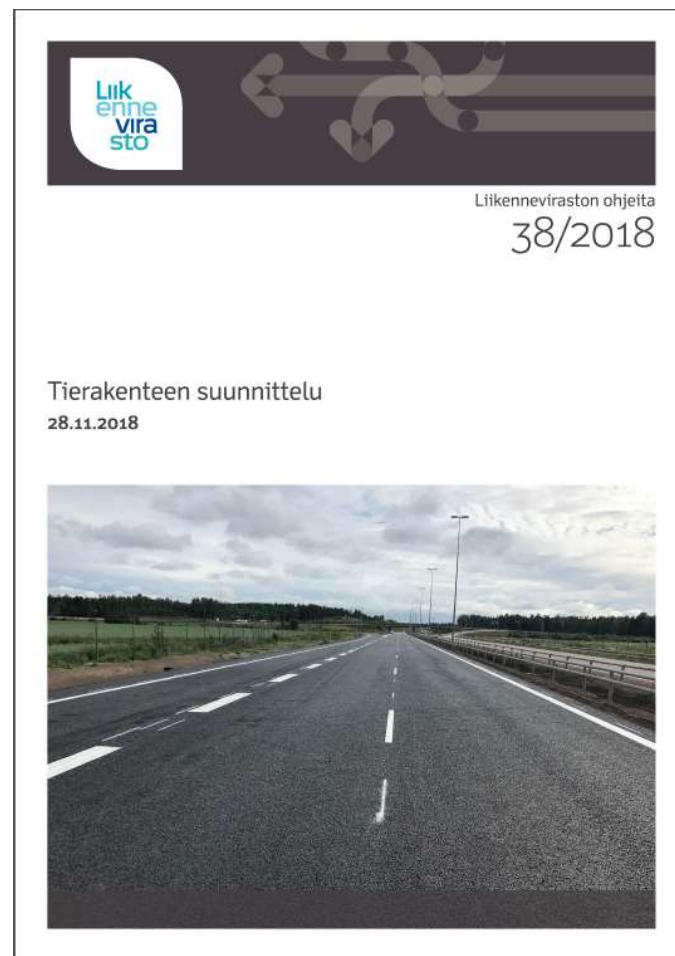 Liik
enne
vira
sto
Liikenneviraston ohjeita
38/2018
Tierakenteen suunnittelu
28.11.2018